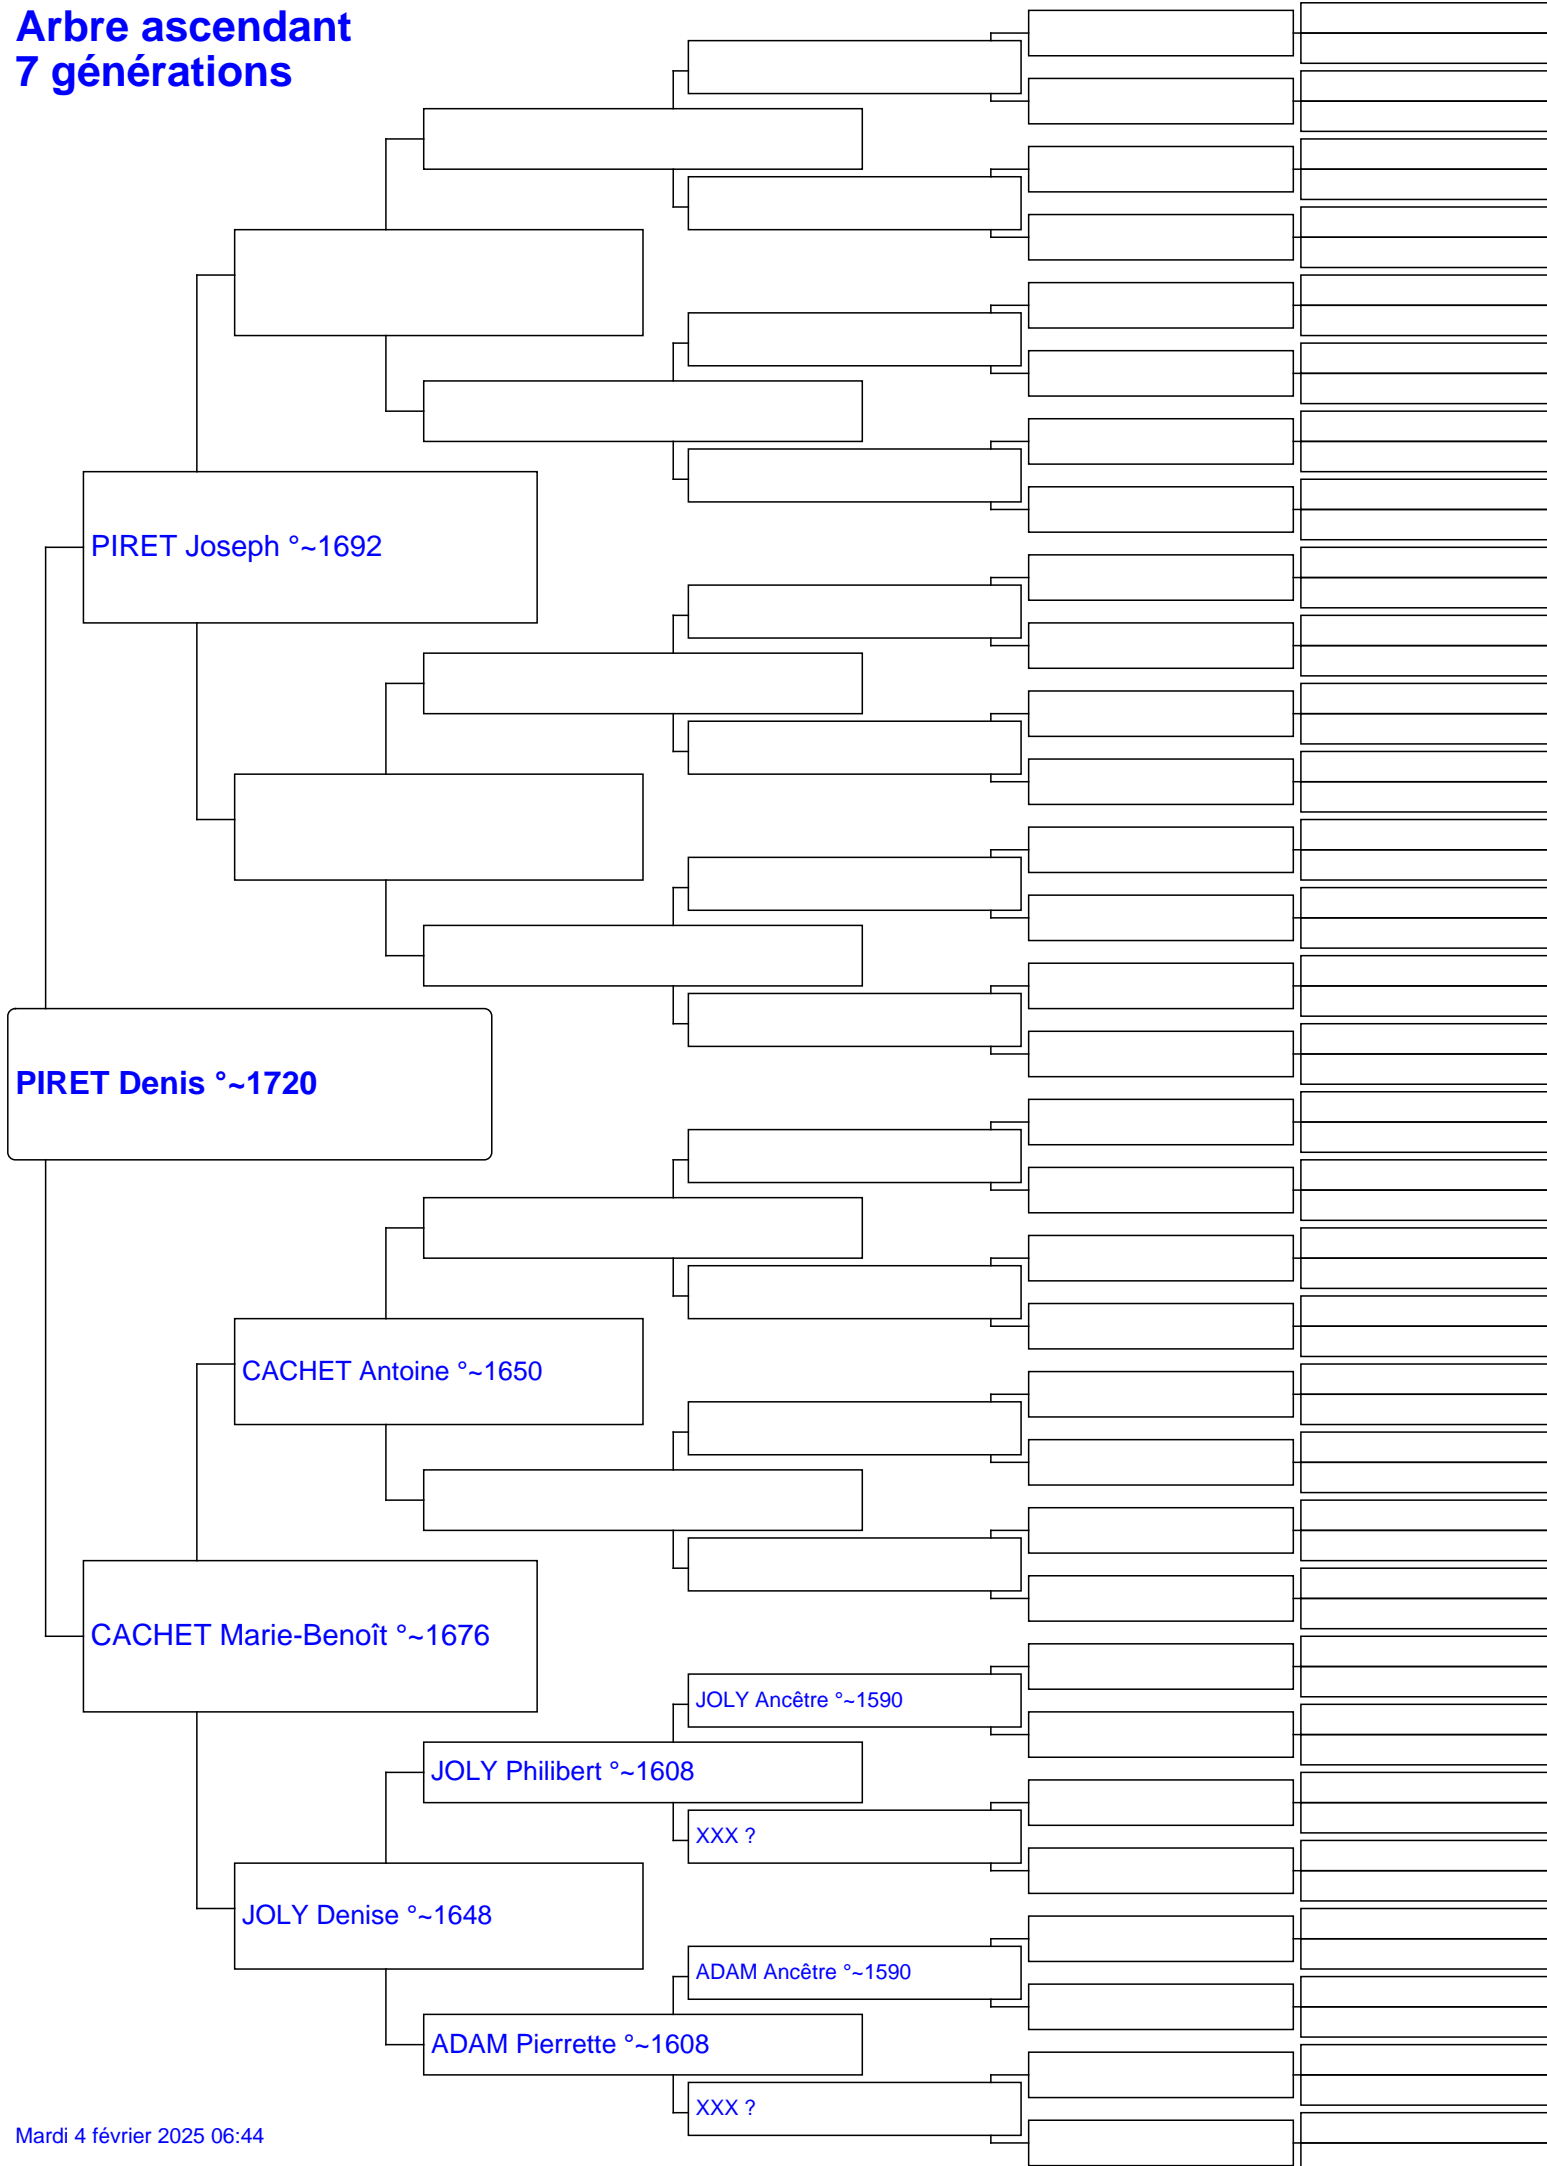 Arbre ascendant
7 générations
PIRET Joseph °~1692
PIRET Denis °~1720
CACHET Antoine °~1650
CACHET Marie-Benoît °~1676
JOLY Ancêtre °~1590
JOLY Philibert °~1608
XXX ?
JOLY Denise °~1648
ADAM Ancêtre °~1590
ADAM Pierrette °~1608
XXX ?
Mardi 4 février 2025 06:44